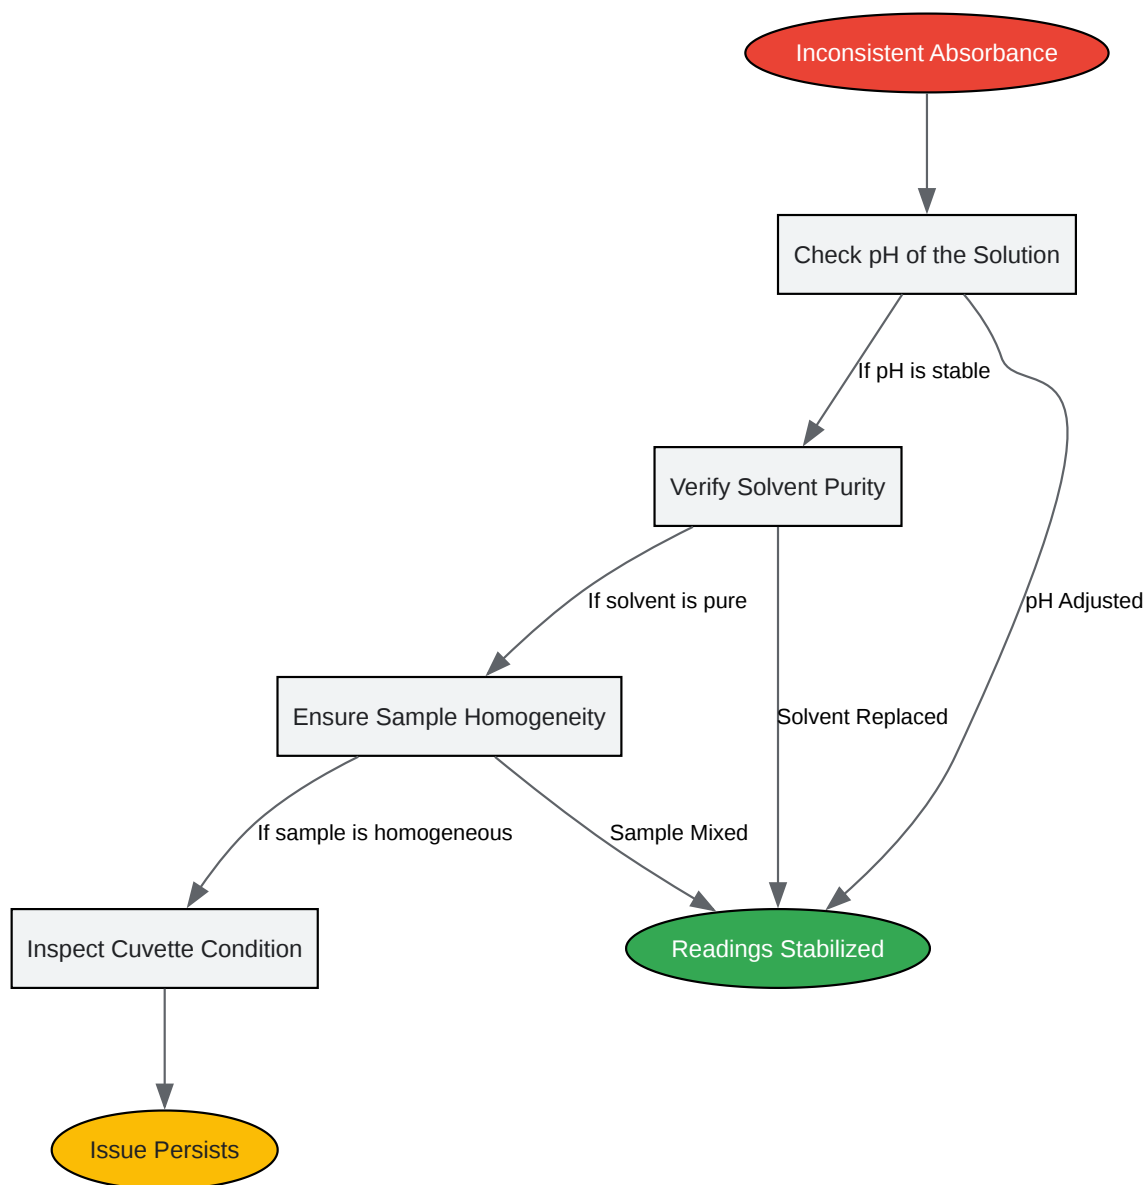 Inconsistent Absorbance
Check pH of the Solution
If pH is stable
Verify Solvent Purity
If solvent is pure
pH Adjusted
Ensure Sample Homogeneity
Solvent Replaced
If sample is homogeneous
Sample Mixed
Inspect Cuvette Condition
Readings Stabilized
Issue Persists